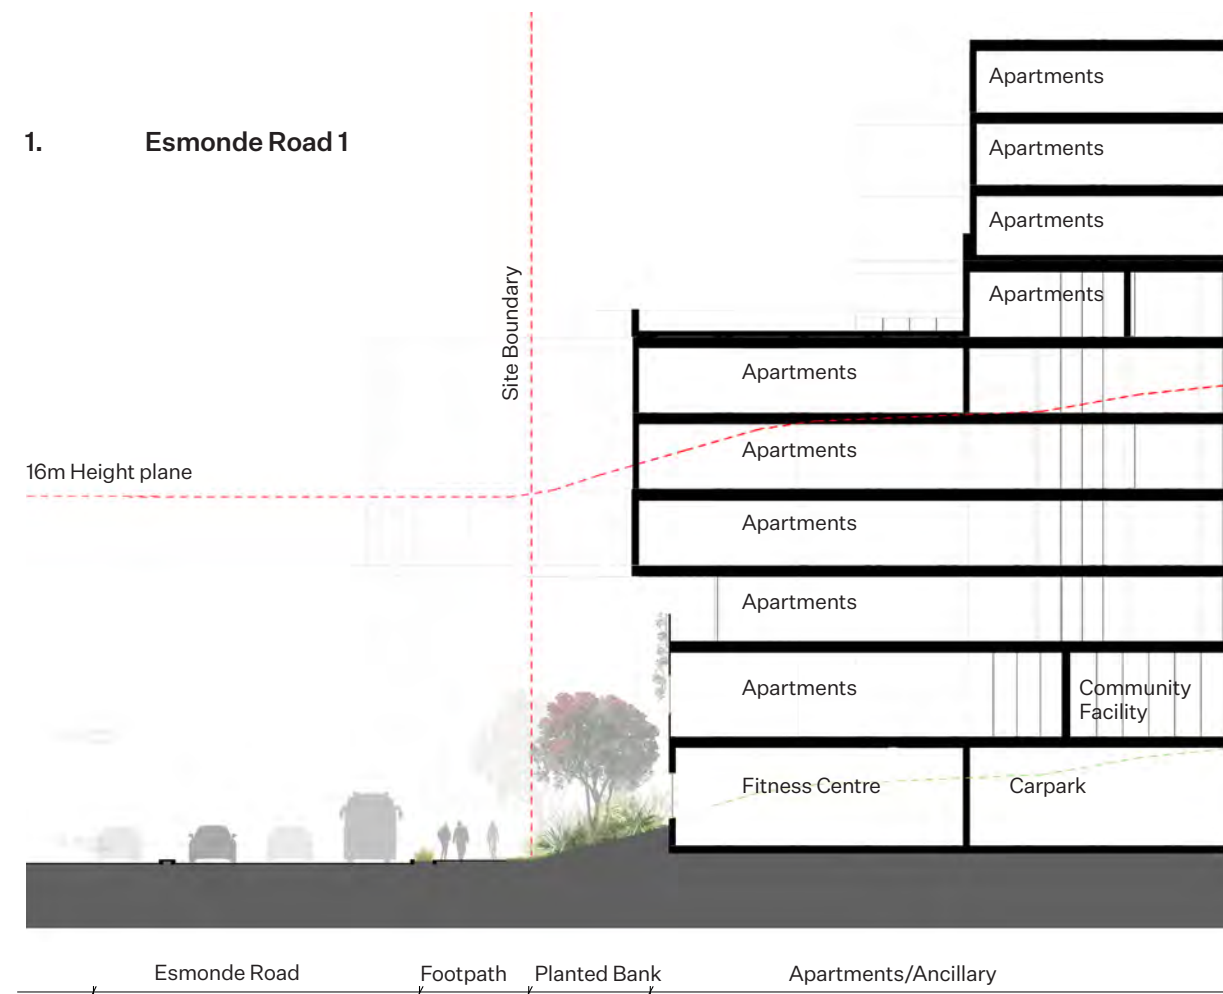 1. Esmonde Road 1
Apartments
Apartments
Apartments
Apartments
Site Boundary
Apartments
Apartments
16m Height plane
Apartments
Apartments
Apartments
Community
Facility
Fitness Centre
Carpark
Esmonde Road
Footpath
Planted Bank
Apartments/Ancillary